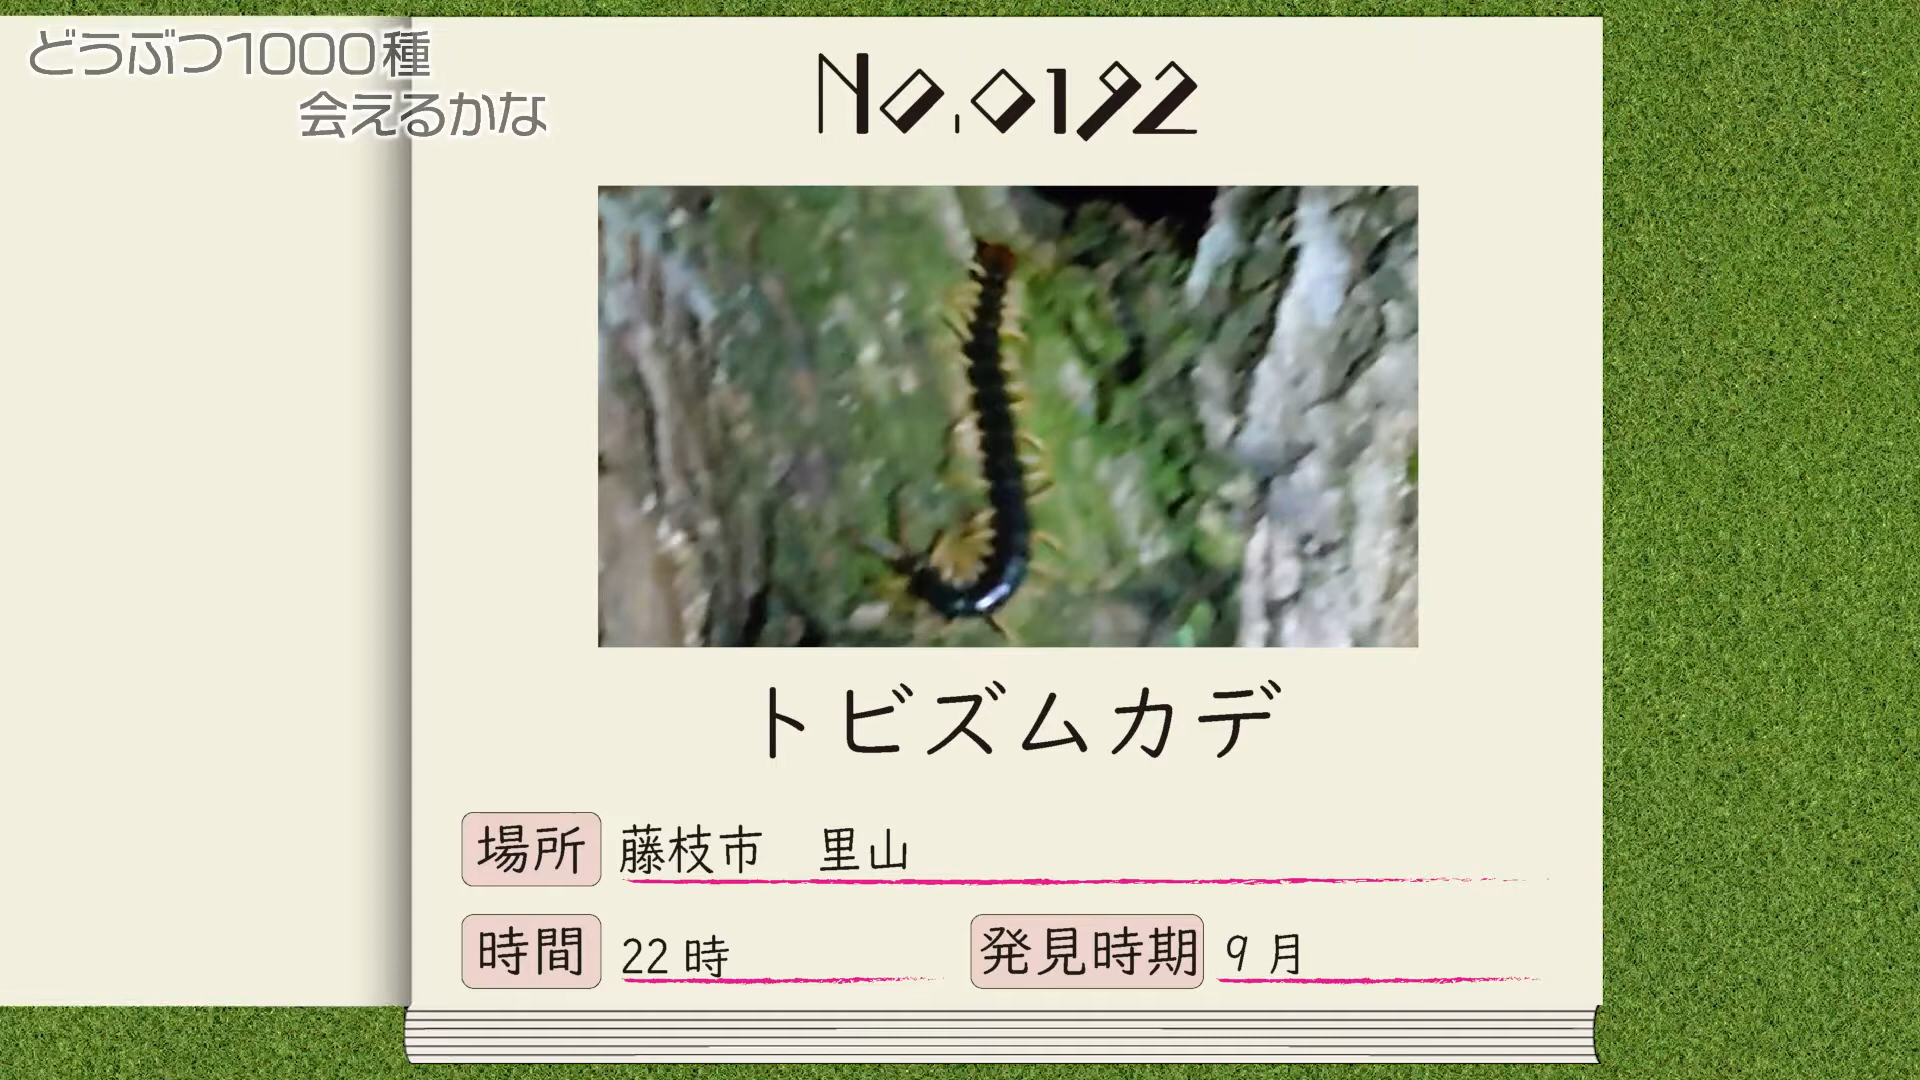 どうぶつ1000種
会えるかな
No.0192
トビズムカデ
場所 藤枝市 里山
時間 22時 発見時期 9月